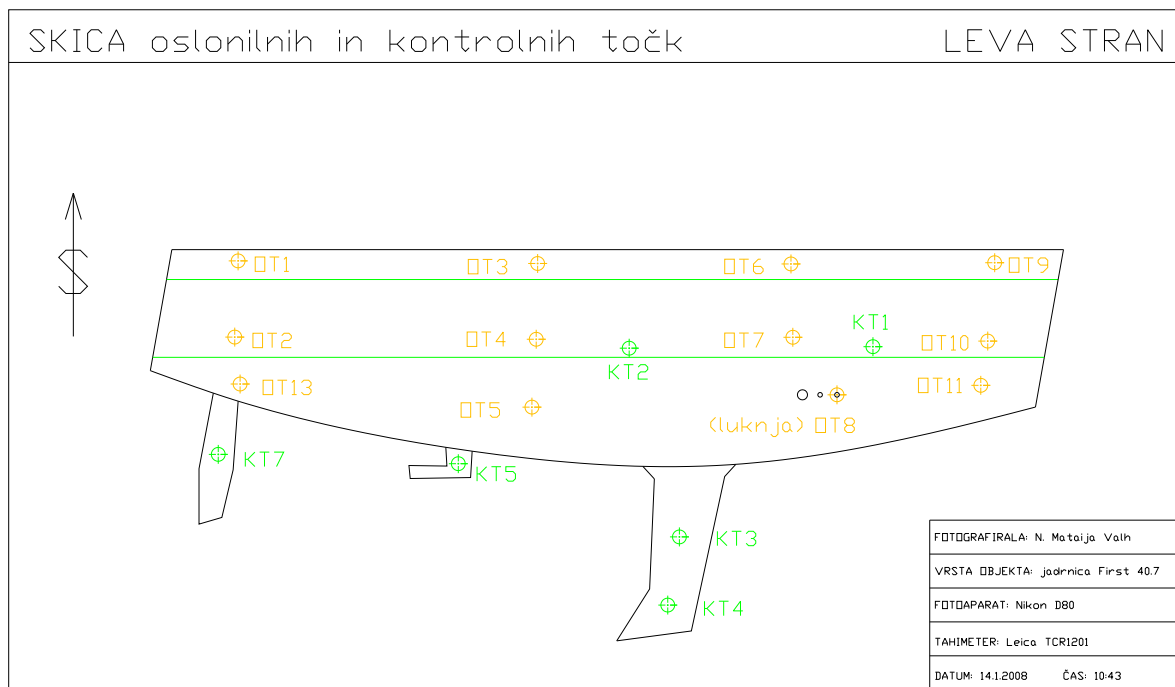 SKICA oslonilnih in kontrolnih točk
LEVA STRAN
S
OT1
OT3
OT6
OT9
KT1
OT2
OT4
OT7
OT10
KT2
OT13
OT11
OT5
(luknja) OT8
KT7
KT5
KT3
KT4
FOTOGRAFIRALA: N. Mataija Valh
VRSTA OBJEKTA: jadrnica First 40.7
FOTOAPARAT: Nikon D80
TAHIMETER: Leica TCR1201
DATUM: 14.1.2008 ČAS: 10:43